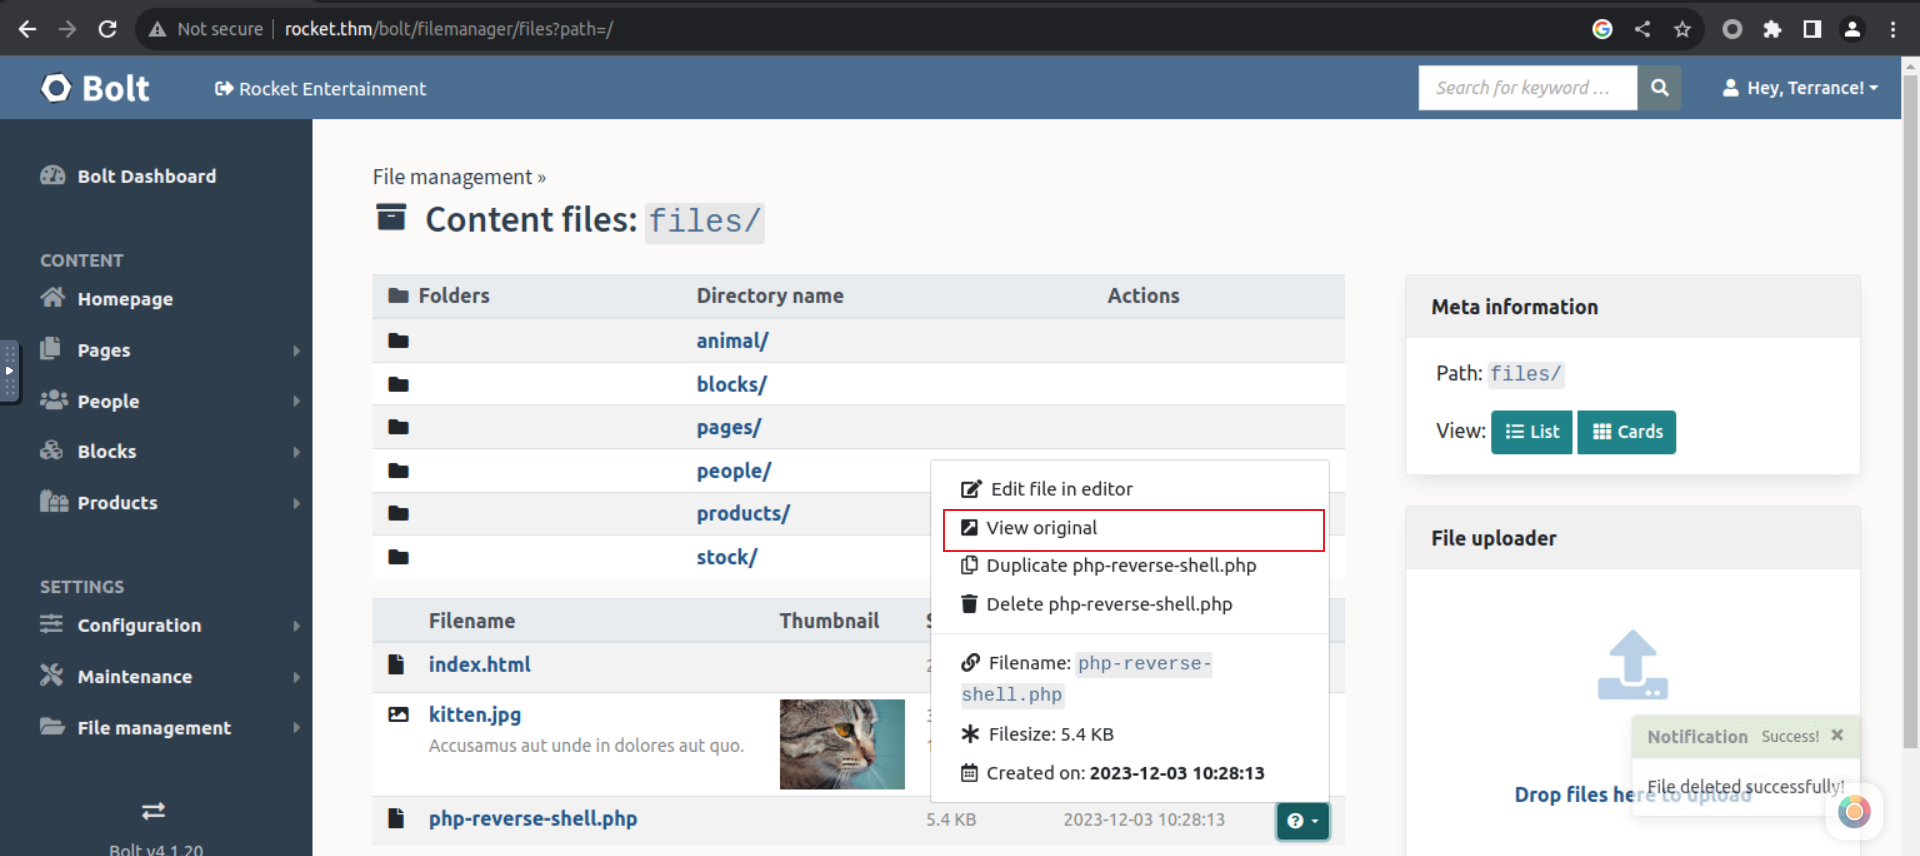 Not secure
rocket.thm/bolt/filemanager/files?path=/
Bolt
Rocket Entertainment
Search for keyword ...
Hey, Terrance!
Bolt Dashboard
CONTENT
Homepage
Pages
People
Blocks
Products
SETTINGS
Configuration
Maintenance
File management
Bolt v4.1.20
File management »
Content files: files/
Folders Directory name Actions
animal/
blocks/
pages/
people/
products/
stock/
Filename Thumbnail
index.html
kitten.jpg
Accusamus aut unde in dolores aut quo.
php-reverse-shell.php 5.4 KB 2023-12-03 10:28:13
Edit file in editor
View original
Duplicate php-reverse-shell.php
Delete php-reverse-shell.php
Filename: php-reverse-
shell.php
Filesize: 5.4 KB
Created on: 2023-12-03 10:28:13
Meta information
Path: files/
View: List Cards
File uploader
Drop files here to upload
Notification Success! ×
File deleted successfully!